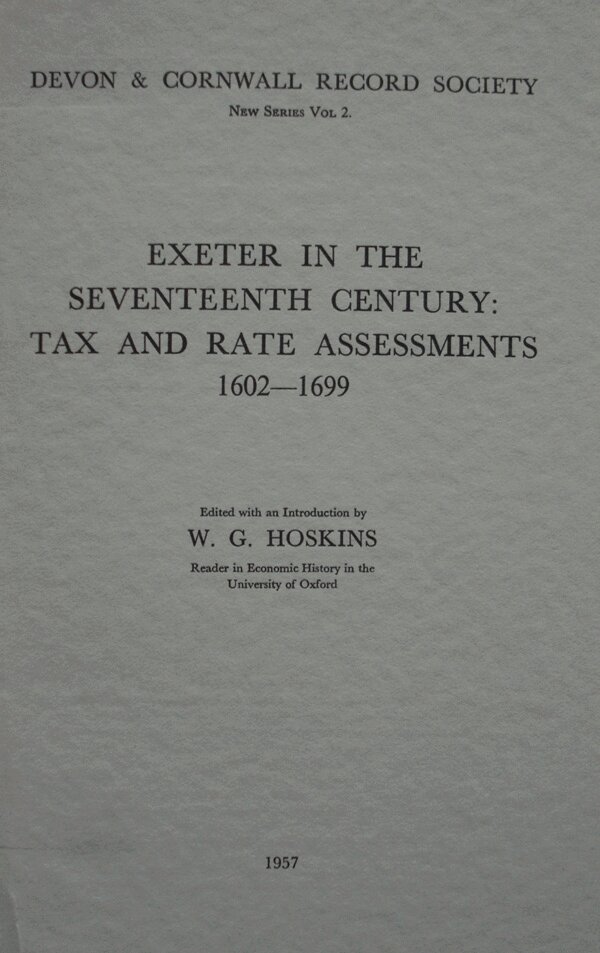 DEVON & CORNWALL RECORD SOCIETY
NEW SERIES VOL 2.
EXETER IN THE
SEVENTEENTH CENTURY:
TAX AND RATE ASSESSMENTS
1602—1699
Edited with an Introduction by
W. G. HOSKINS
Reader in Economic History in the
University of Oxford
1957